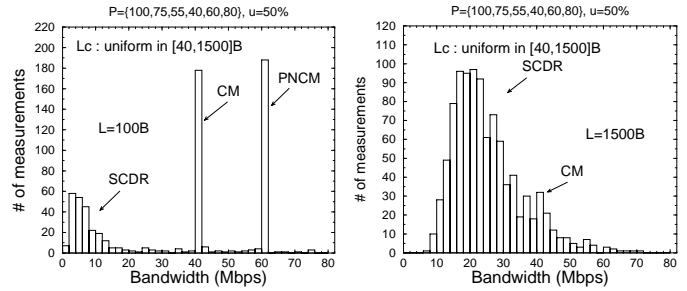 P={100,75,55,40,60,80}, u=50%
220
200
180
160
140
120
100
80
60
40
20
0
# of measurements
Lc : uniform in [40,1500]B
PNCM
CM
L=100B
SCDR
0 10 20 30 40 50 60 70 80
Bandwidth (Mbps)
P={100,75,55,40,60,80}, u=50%
120
110
100
90
80
70
60
50
40
30
20
10
0
# of measurements
Lc : uniform in [40,1500]B
SCDR
L=1500B
CM
0 10 20 30 40 50 60 70 80
Bandwidth (Mbps)